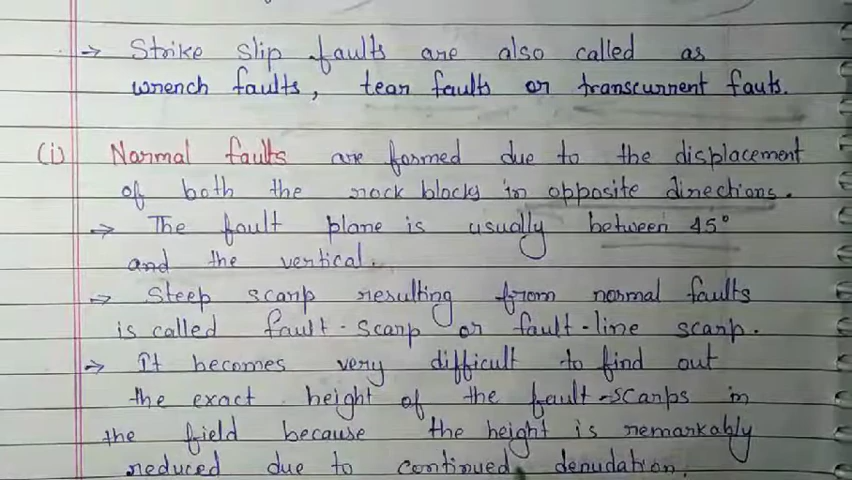 → Strike slip faults are also called as
wrench faults, tear faults or transcurrent fauts.
(i) Normal faults are formed due to the displacement
of both the rock blocks in opposite directions.
→ The fault plane is usually between 45°
and the vertical.
→ Steep scarp resulting from normal faults
is called fault-scarp or fault-line scarp.
→ It becomes very difficult to find out
the exact height of the fault-scarps in
the field because the height is remarkably
reduced due to continued denudation.